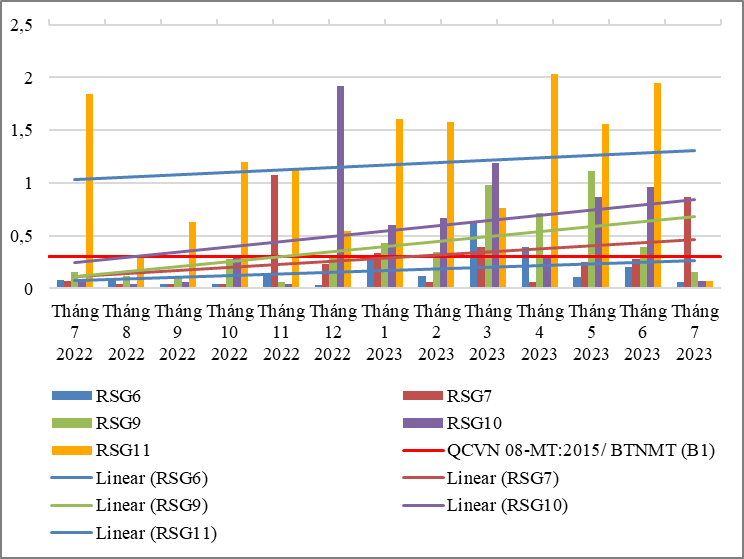 2,5
2
1,5
1
0,5
0
Tháng Tháng Tháng Tháng Tháng Tháng Tháng Tháng Tháng Tháng Tháng Tháng Tháng
7 8 9 10 11 12 1 2 3 4 5 6 7
2022 2022 2022 2022 2022 2022 2023 2023 2023 2023 2023 2023 2023
RSG6 RSG7
RSG9 RSG10
RSG11 QCVN 08-MT:2015/ BTNMT (B1)
Linear (RSG6) Linear (RSG7)
Linear (RSG9) Linear (RSG10)
Linear (RSG11)